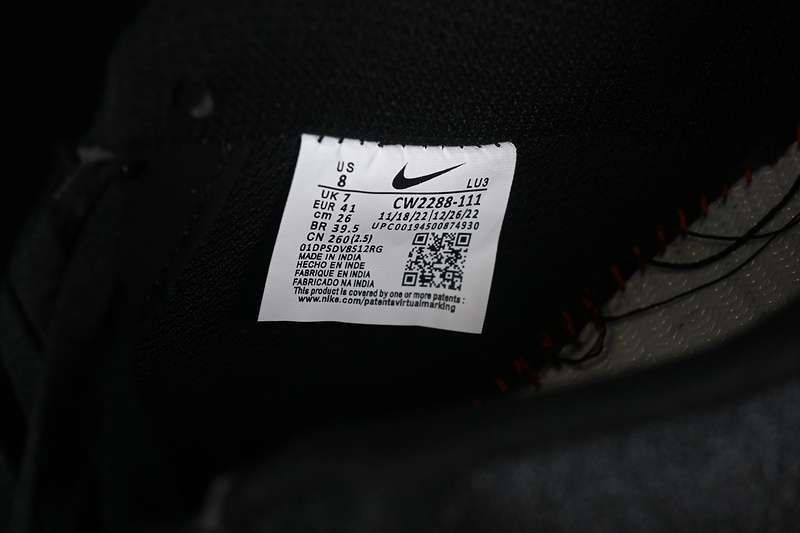 US
8
LU3
UK 7
EUR 41
cm 26
BR 39.5
CN 260 (2.5)
CW2288-111
11/18/22|12/26/22
UPC00194500874930
01DPSDV8512RG
MADE IN INDIA
HECHO EN INDE
FABRIQUE EN INDIA
FABRICADO NA INDIA
This product is covered by one or more patents :
www.nike.com/patentsvirtualmarking